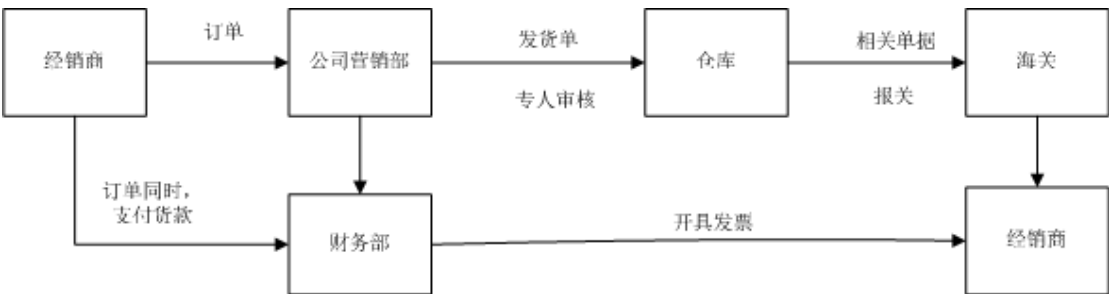 订单
发货单
相关单据
经销商
公司营销部
仓库
海关
专人审核
报关
订单同时，
支付货款
开具发票
财务部
经销商